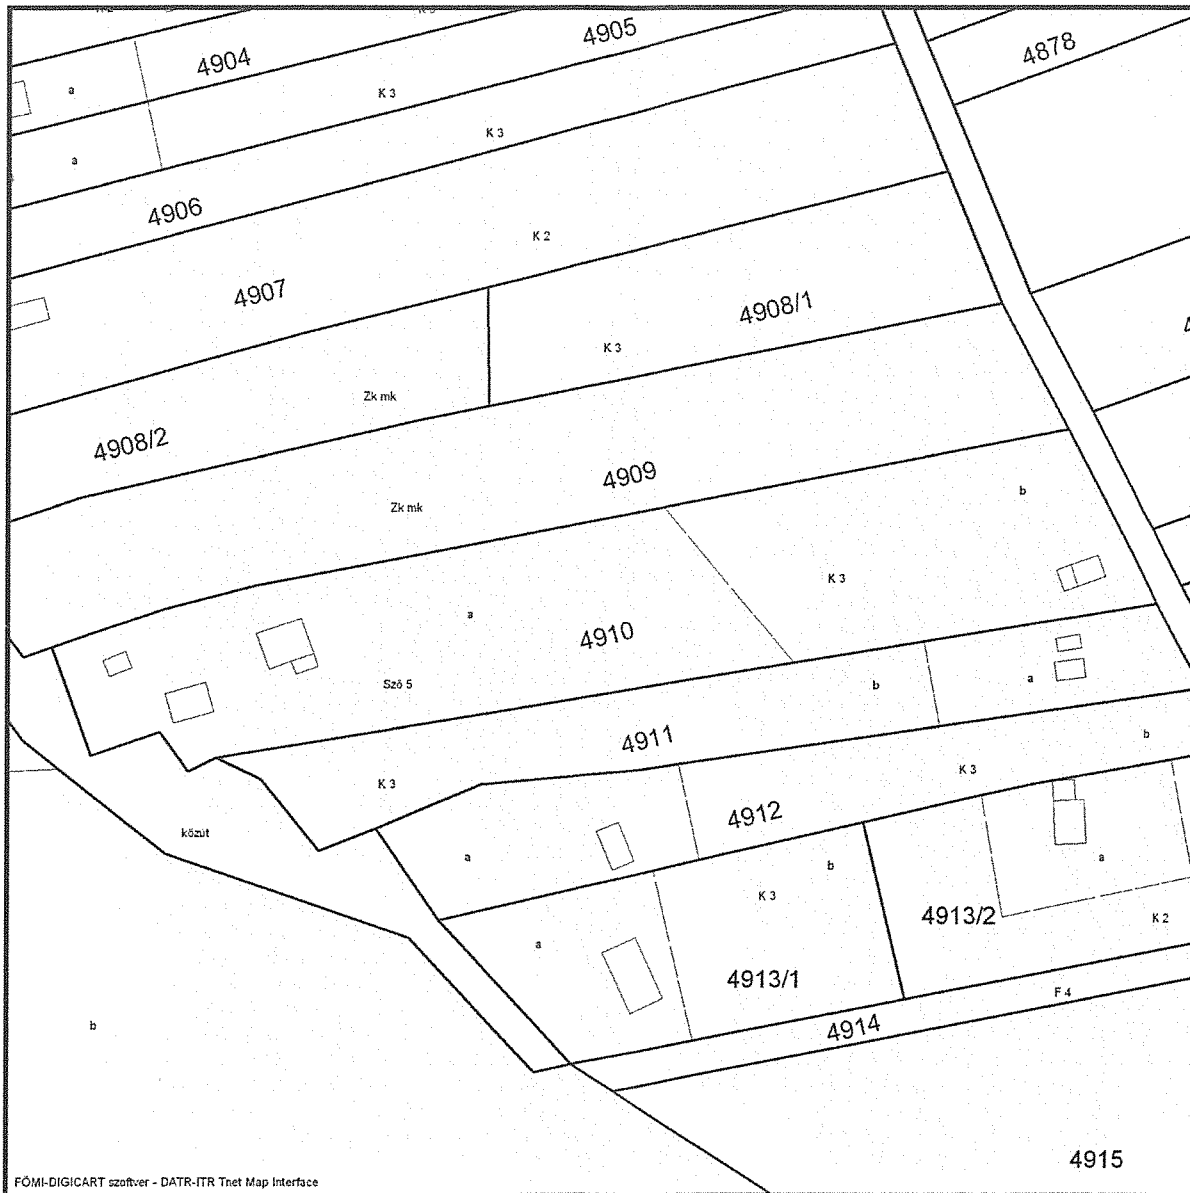 4904
4905
4878
a
K 3
K 3
a
4906
K 2
4907
4908/1
K 3
Zk mk
4908/2
4909
Zk mk
b
K 3
a
4910
Sző 5
b
a
4911
b
K 3
K 3
4912
közút
a
b
a
K 3
4913/2
K 2
a
4913/1
F 4
4914
b
4915
FÖMI-DIGICART szoftver - DATR-ITR Tnet Map Interface